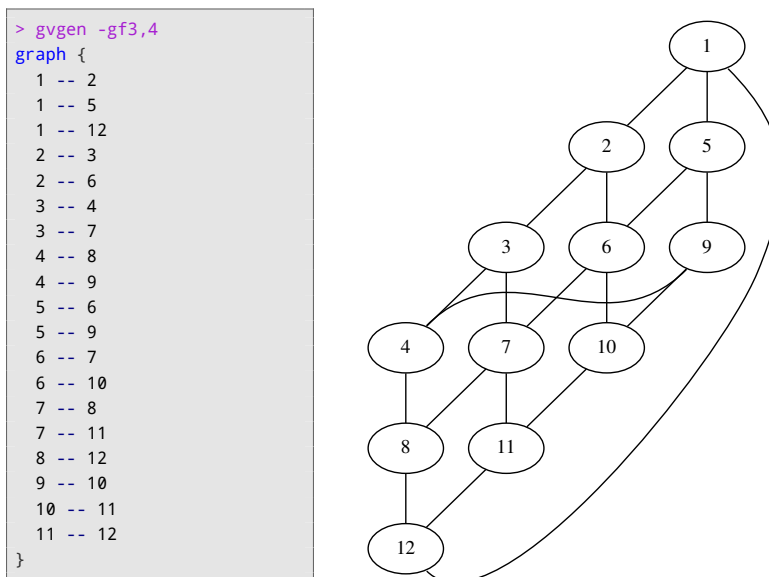 > gvgen -gf3,4
graph {
1 -- 2
1 -- 5
1 -- 12
2 -- 3
2 -- 6
3 -- 4
3 -- 7
4 -- 8
4 -- 9
5 -- 6
5 -- 9
6 -- 7
6 -- 10
7 -- 8
7 -- 11
8 -- 12
9 -- 10
10 -- 11
11 -- 12
}
1
2 5
3 6 9
4 7 10
8 11
12